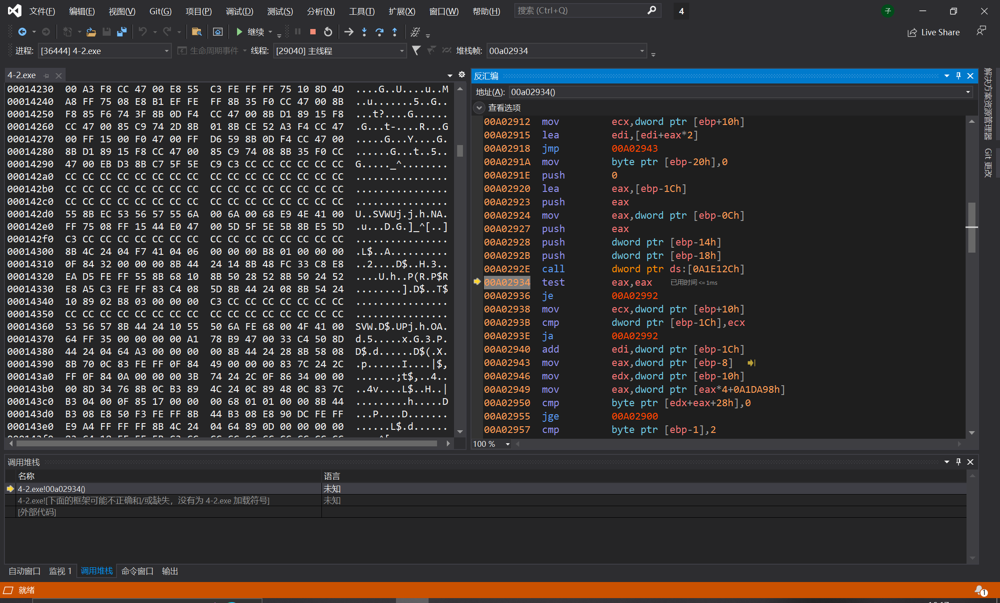 文件(F) 编辑(E) 视图(V) Git(G) 项目(P) 调试(D) 测试(S) 分析(N) 工具(T) 扩展(X) 窗口(W) 帮助(H) 搜索 (Ctrl+Q) 4 子
继续 Live Share
进程: [36444] 4-2.exe 生命周期事件 线程: [29040] 主线程 堆栈帧: 00a02934
4-2.exe
00014230 00 A3 F8 CC 47 00 E8 55 C3 FE FF FF 75 10 8D 4D ....G..U....u..M
00014240 A8 FF 75 08 E8 B1 EF FE FF 8B 35 F0 CC 47 00 8B ..u.......5..G..
00014250 F8 85 F6 74 3F 8B 0D F4 CC 47 00 8B D1 89 15 F8 ...t?....G......
00014260 CC 47 00 85 C9 74 2D 8B 01 8B CE 52 A3 F4 CC 47 .G...t-....R...G
00014270 00 FF 15 00 F0 47 00 FF D6 59 8B 0D F4 CC 47 00 .....G...Y....G.
00014280 8B D1 89 15 F8 CC 47 00 85 C9 74 08 8B 35 F0 CC ......G...t..5..
00014290 47 00 EB D3 8B C7 5F 5E C9 C3 CC CC CC CC CC CC G....._^........
000142a0 CC CC CC CC CC CC CC CC CC CC CC CC CC CC CC CC ................
000142b0 CC CC CC CC CC CC CC CC CC CC CC CC CC CC CC CC ................
000142c0 CC CC CC CC CC CC CC CC CC CC CC CC CC CC CC CC ................
000142d0 55 8B EC 53 56 57 55 6A 00 6A 00 68 E9 4E 41 00 U..SVWUj.j.h.NA.
000142e0 FF 75 08 FF 15 44 E0 47 00 5D 5F 5E 5B 8B E5 5D .u...D.G.]_^[..]
000142f0 C3 CC CC CC CC CC CC CC CC CC CC CC CC CC CC CC ................
00014300 8B 4C 24 04 F7 41 04 06 00 00 00 B8 01 00 00 00 .L$..A..........
00014310 0F 84 32 00 00 00 8B 44 24 14 8B 48 FC 33 C8 E8 ..2....D$..H.3..
00014320 EA D5 FE FF 55 8B 68 10 8B 50 28 52 8B 50 24 52 ....U.h..P(R.P$R
00014330 E8 A5 C3 FE FF 83 C4 08 5D 8B 44 24 08 8B 54 24 ........].D$..T$
00014340 10 89 02 B8 03 00 00 00 C3 CC CC CC CC CC CC CC ................
00014350 CC CC CC CC CC CC CC CC CC CC CC CC CC CC CC CC ................
00014360 53 56 57 8B 44 24 10 55 50 6A FE 68 00 4F 41 00 SVW.D$.UPj.h.OA.
00014370 64 FF 35 00 00 00 00 A1 78 B9 47 00 33 C4 50 8D d.5.....x.G.3.P.
00014380 44 24 04 64 A3 00 00 00 00 8B 44 24 28 8B 58 08 D$.d......D$(.X.
00014390 8B 70 0C 83 FE FF 0F 84 49 00 00 00 83 7C 24 2C .p......I....|$,
000143a0 FF 0F 84 0A 00 00 00 3B 74 24 2C 0F 86 34 00 00 .......;t$,..4..
000143b0 00 8D 34 76 8B 0C B3 89 4C 24 0C 89 48 0C 83 7C ..4v....L$..H..|
000143c0 B3 04 00 0F 85 17 00 00 00 68 01 01 00 00 8B 44 .........h.....D
000143d0 B3 08 E8 50 F3 FE FF 8B 44 B3 08 E8 90 DC FE FF ...P....D.......
000143e0 E9 A4 FF FF FF 8B 4C 24 04 64 89 0D 00 00 00 00 ......L$.d......
反汇编
地址(A): 00a02934()
查看选项
00A02912 mov ecx,dword ptr [ebp+10h]
00A02915 lea edi,[edi+eax*2]
00A02918 jmp 00A02943
00A0291A mov byte ptr [ebp-20h],0
00A0291E push 0
00A02920 lea eax,[ebp-1Ch]
00A02923 push eax
00A02924 mov eax,dword ptr [ebp-0Ch]
00A02927 push eax
00A02928 push dword ptr [ebp-14h]
00A0292B push dword ptr [ebp-18h]
00A0292E call dword ptr ds:[0A1E12Ch]
00A02934 test eax,eax 已用时间 <= 1ms
00A02936 je 00A02992
00A02938 mov ecx,dword ptr [ebp+10h]
00A0293B cmp dword ptr [ebp-1Ch],ecx
00A0293E ja 00A02992
00A02940 add edi,dword ptr [ebp-1Ch]
00A02943 mov eax,dword ptr [ebp-8]
00A02946 mov edx,dword ptr [ebp-10h]
00A02949 mov eax,dword ptr [eax*4+0A1DA98h]
00A02950 cmp byte ptr [edx+eax+28h],0
00A02955 jge 00A02900
00A02957 cmp byte ptr [ebp-1],2
100 %
解决方案资源管理器
Git 更改
调用堆栈
名称 语言
4-2.exe!00a02934() 未知
4-2.exe![下面的框架可能不正确和/或缺失，没有为 4-2.exe 加载符号] 未知
[外部代码]
自动窗口 监视 1 调用堆栈 命令窗口 输出
就绪 1